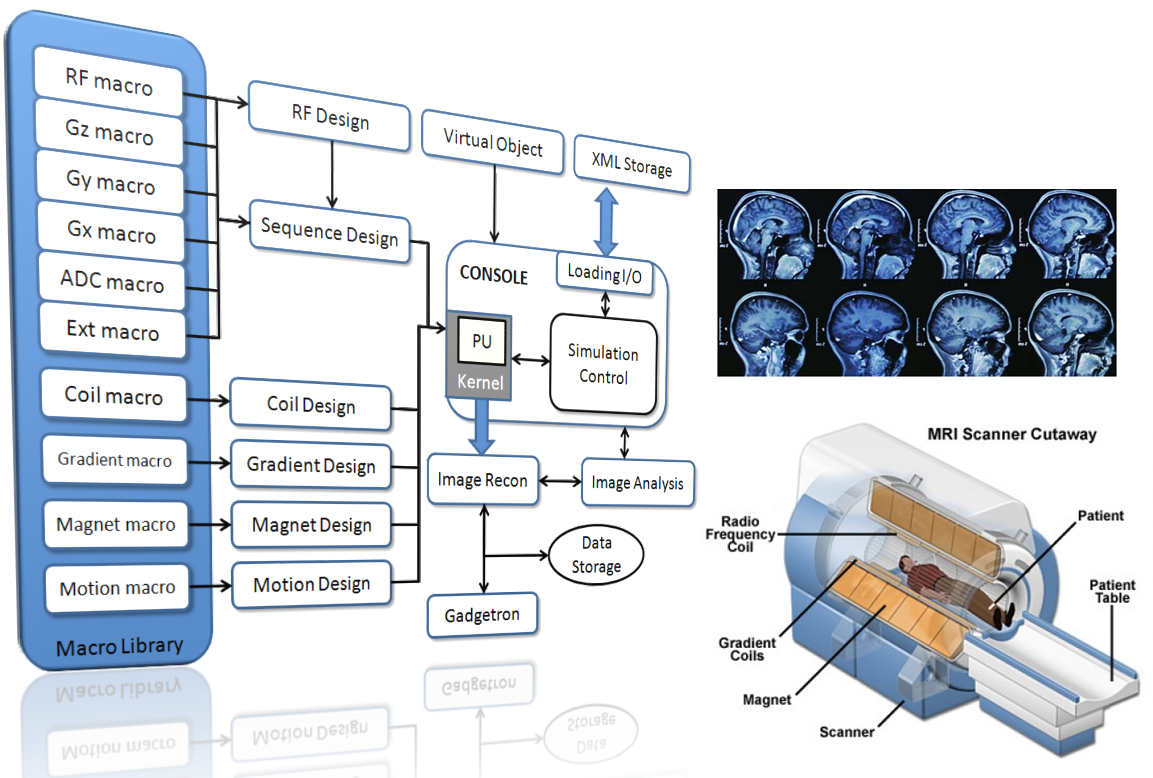 RF macro
Gz macro
Gy macro
Gx macro
ADC macro
Ext macro
Coil macro
Gradient macro
Magnet macro
Motion macro
Macro Library
RF Design
Sequence Design
Coil Design
Gradient Design
Magnet Design
Motion Design
Virtual Object
XML Storage
CONSOLE
Loading I/O
PU
Kernel
Simulation
Control
Image Recon
Image Analysis
Data
Storage
Gadgetron
MRI Scanner Cutaway
Radio
Frequency
Coil
Patient
Patient
Table
Gradient
Coils
Magnet
Scanner